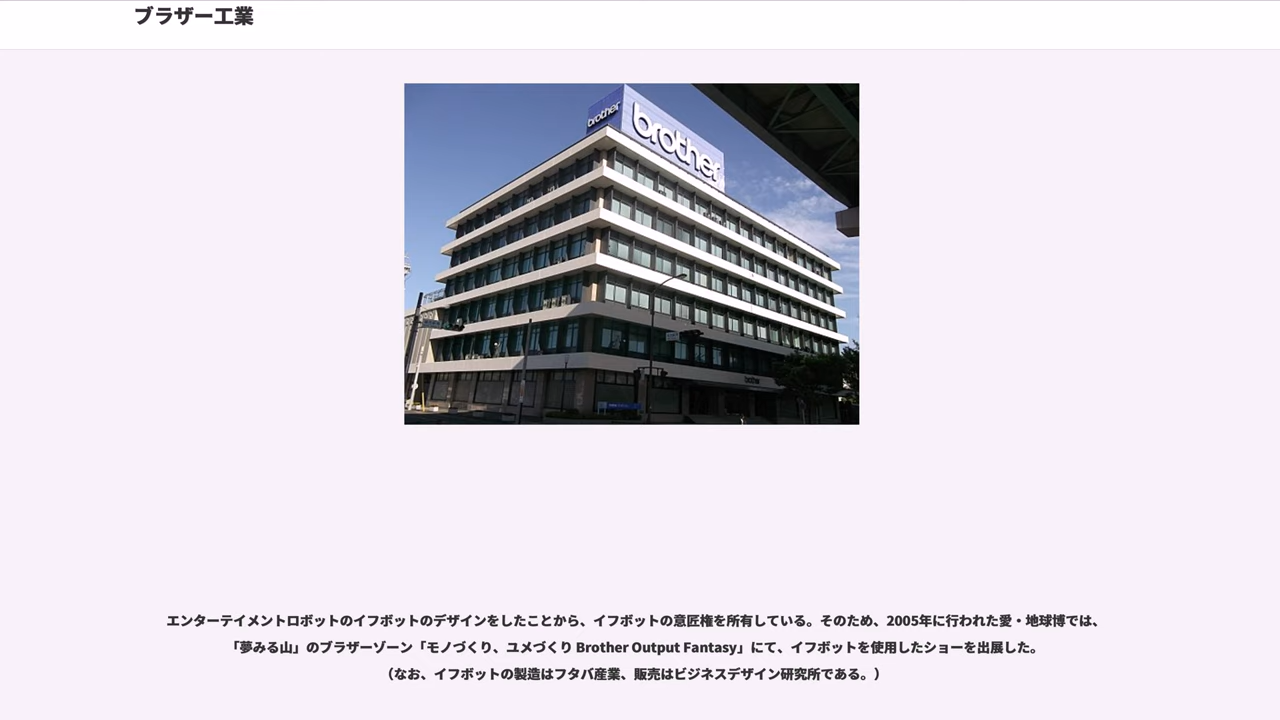 ブラザー工業
brother
brother
brother
エンターテイメントロボットのイフボットのデザインをしたことから、イフボットの意匠権を所有している。そのため、2005年に行われた愛・地球博では、
「夢みる山」のブラザーゾーン「モノづくり、ユメづくり Brother Output Fantasy」にて、イフボットを使用したショーを出展した。
（なお、イフボットの製造はフタバ産業、販売はビジネスデザイン研究所である。）